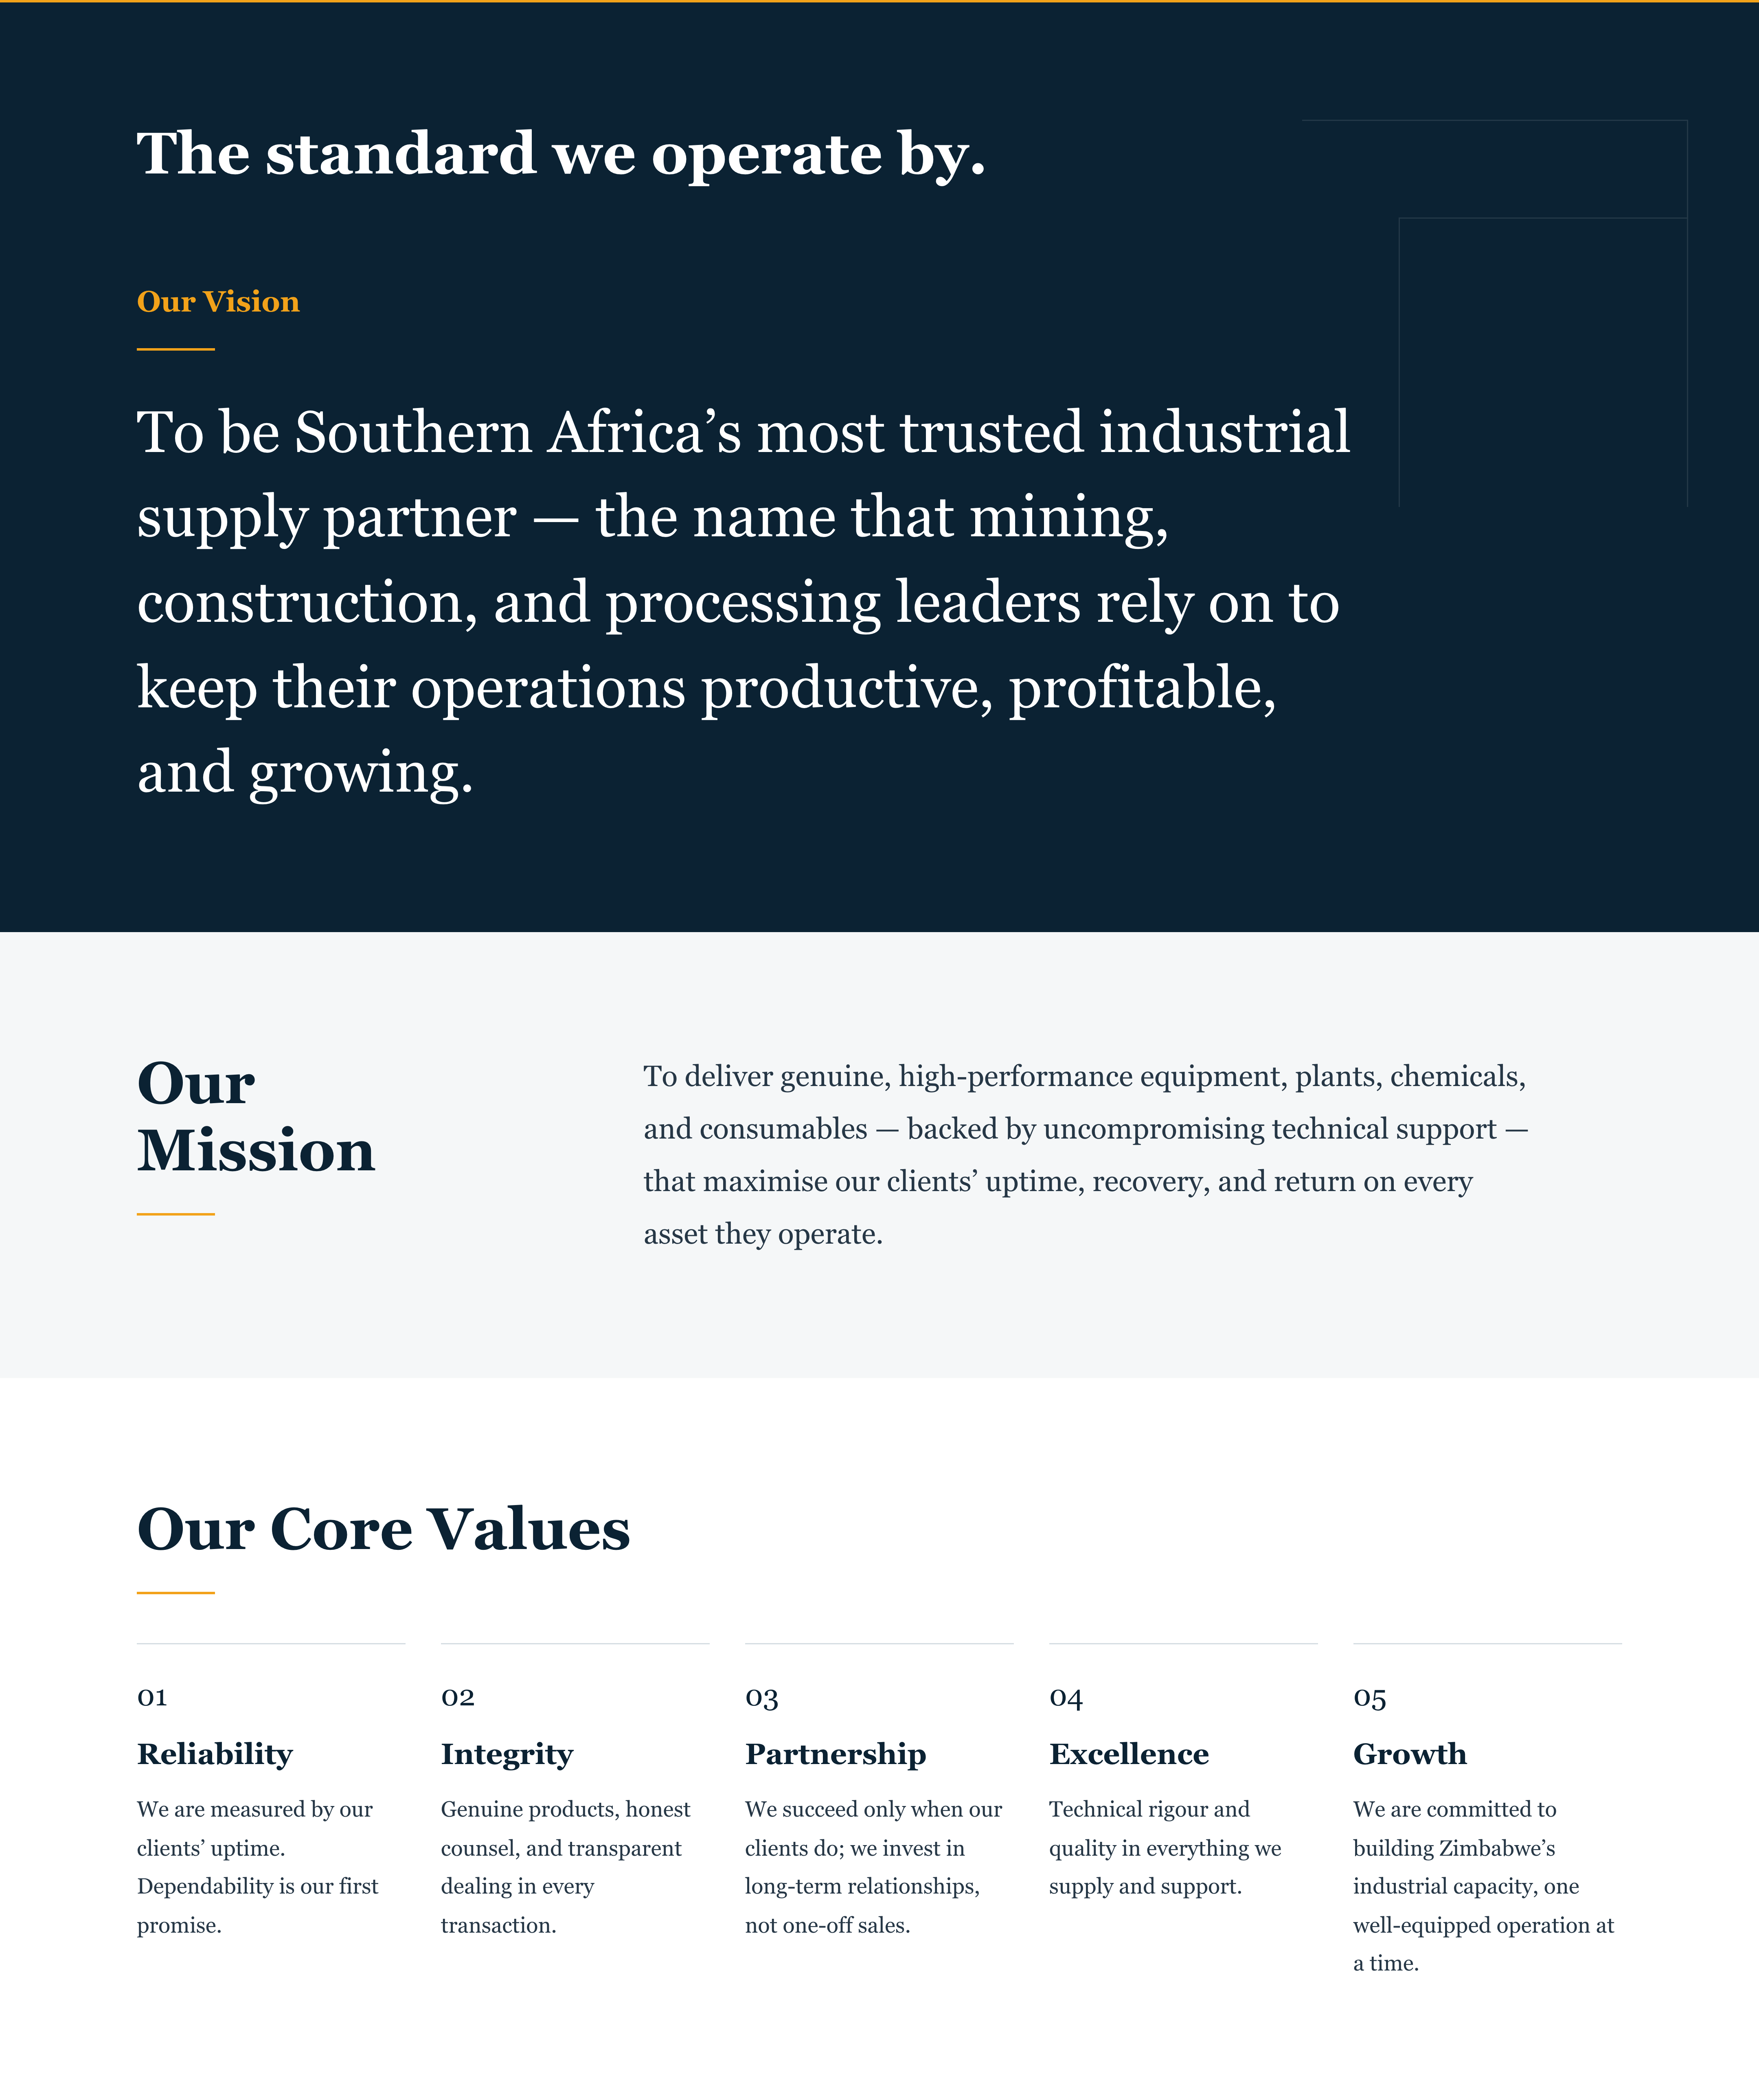 The standard we operate by.
Our Vision
To be Southern Africa’s most trusted industrial
supply partner — the name that mining,
construction, and processing leaders rely on to
keep their operations productive, profitable,
and growing.
Our
Mission
To deliver genuine, high-performance equipment, plants, chemicals,
and consumables — backed by uncompromising technical support —
that maximise our clients’ uptime, recovery, and return on every
asset they operate.
Our Core Values
01
Reliability
We are measured by our
clients’ uptime.
Dependability is our first
promise.
02
Integrity
Genuine products, honest
counsel, and transparent
dealing in every
transaction.
03
Partnership
We succeed only when our
clients do; we invest in
long-term relationships,
not one-off sales.
04
Excellence
Technical rigour and
quality in everything we
supply and support.
05
Growth
We are committed to
building Zimbabwe’s
industrial capacity, one
well-equipped operation at
a time.